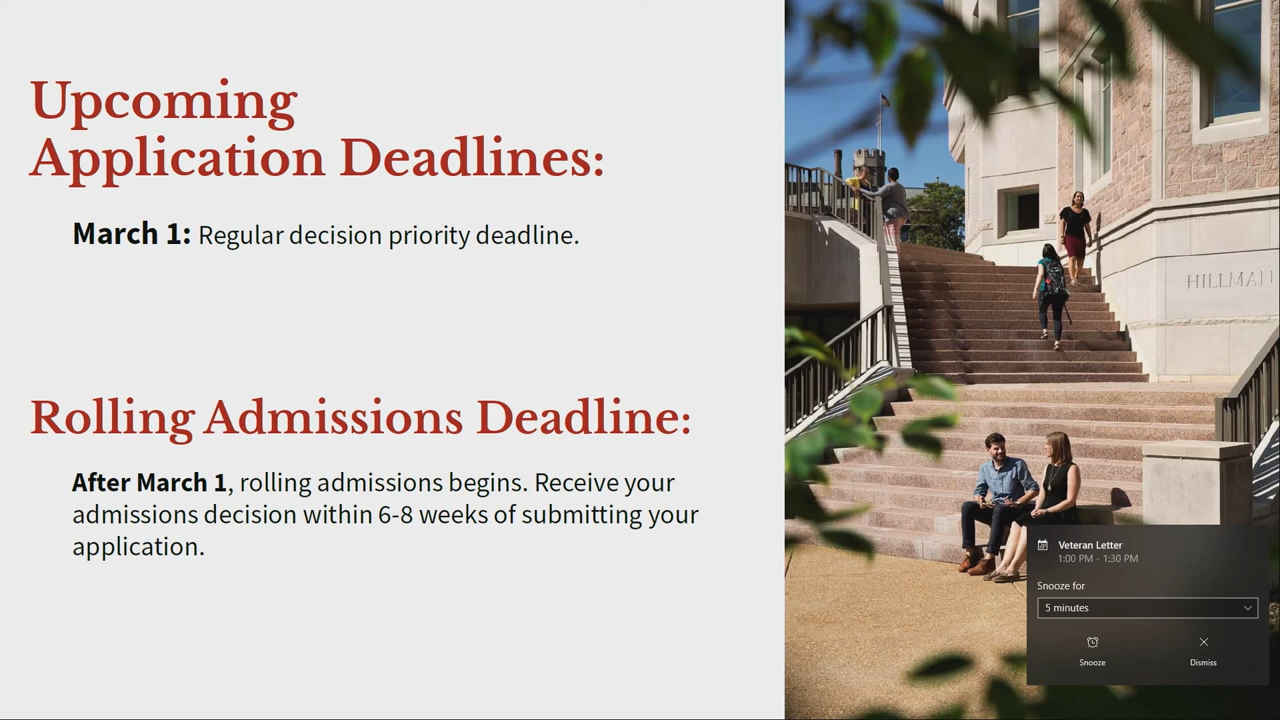 Upcoming
Application Deadlines:
March 1: Regular decision priority deadline.
Rolling Admissions Deadline:
After March 1, rolling admissions begins. Receive your
admissions decision within 6-8 weeks of submitting your
application.
HILLMAN
Veteran Letter
1:00 PM - 1:30 PM
Snooze for
5 minutes
Snooze
Dismiss